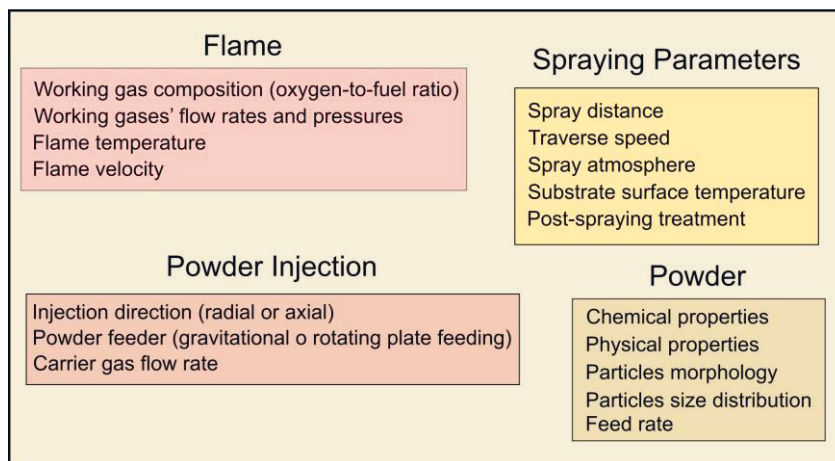 Flame
Working gas composition (oxygen-to-fuel ratio)
Working gases' flow rates and pressures
Flame temperature
Flame velocity
Spraying Parameters
Spray distance
Traverse speed
Spray atmosphere
Substrate surface temperature
Post-spraying treatment
Powder Injection
Injection direction (radial or axial)
Powder feeder (gravitational o rotating plate feeding)
Carrier gas flow rate
Powder
Chemical properties
Physical properties
Particles morphology
Particles size distribution
Feed rate